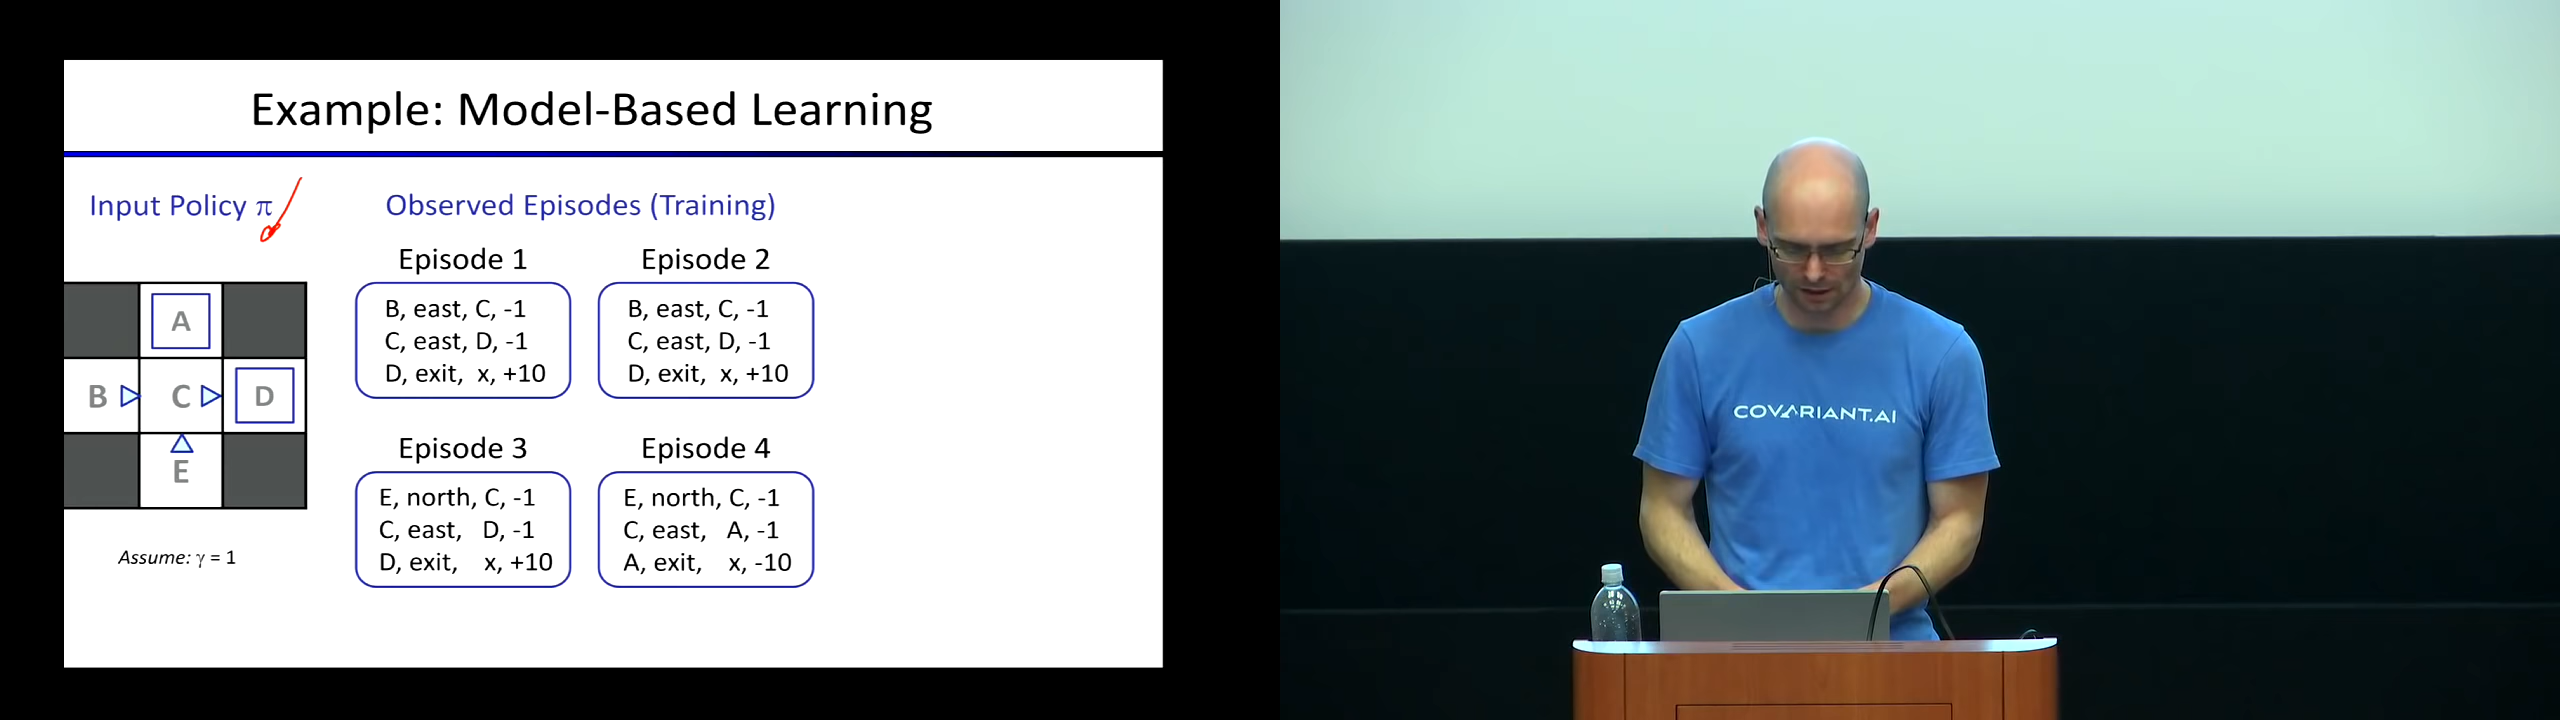 Example: Model-Based Learning
Input Policy π
Observed Episodes (Training)
Episode 1
B, east, C, -1
C, east, D, -1
D, exit, x, +10
Episode 2
B, east, C, -1
C, east, D, -1
D, exit, x, +10
Episode 3
E, north, C, -1
C, east, D, -1
D, exit, x, +10
Episode 4
E, north, C, -1
C, east, A, -1
A, exit, x, -10
A
B C D
E
Assume: γ = 1
COVARIANT.AI